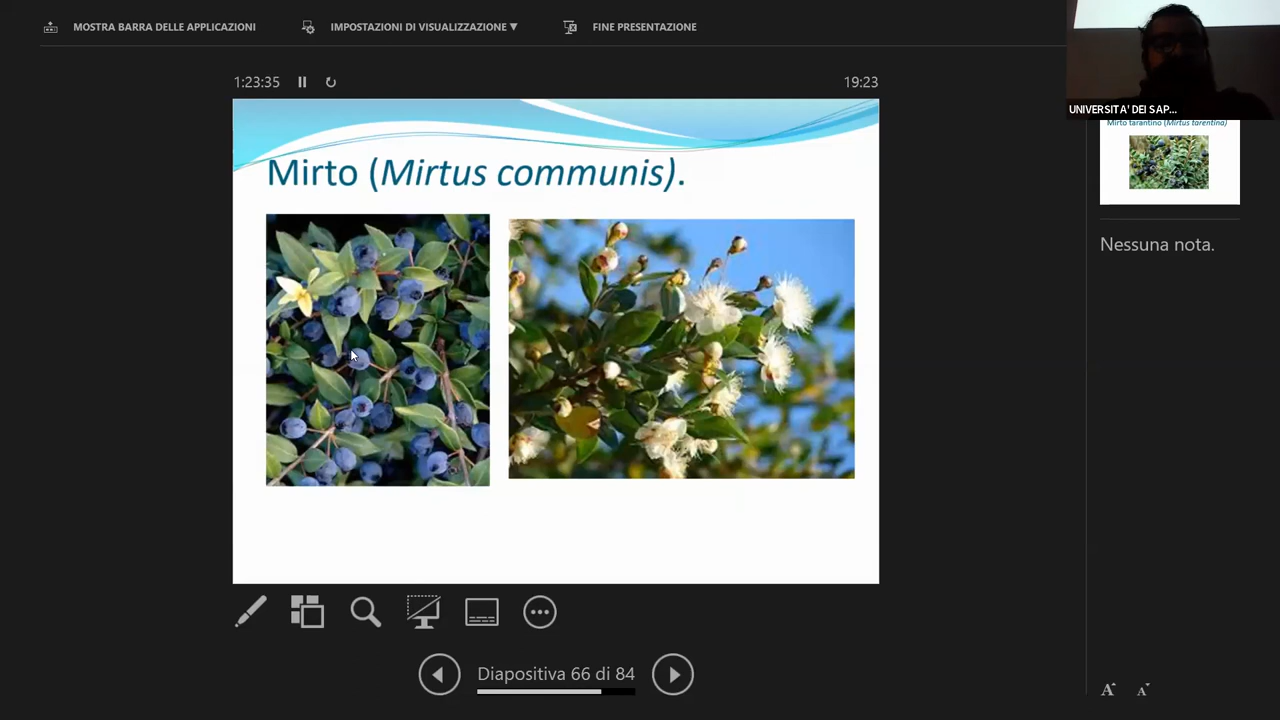 MOSTRA BARRA DELLE APPLICAZIONI
IMPOSTAZIONI DI VISUALIZZAZIONE ▼
FINE PRESENTAZIONE
UNIVERSITA' DEI SAP...
1:23:35
19:23
Mirto (Mirtus communis).
Mirto tarantino (Mirtus tarentina)
Nessuna nota.
Diapositiva 66 di 84
A A